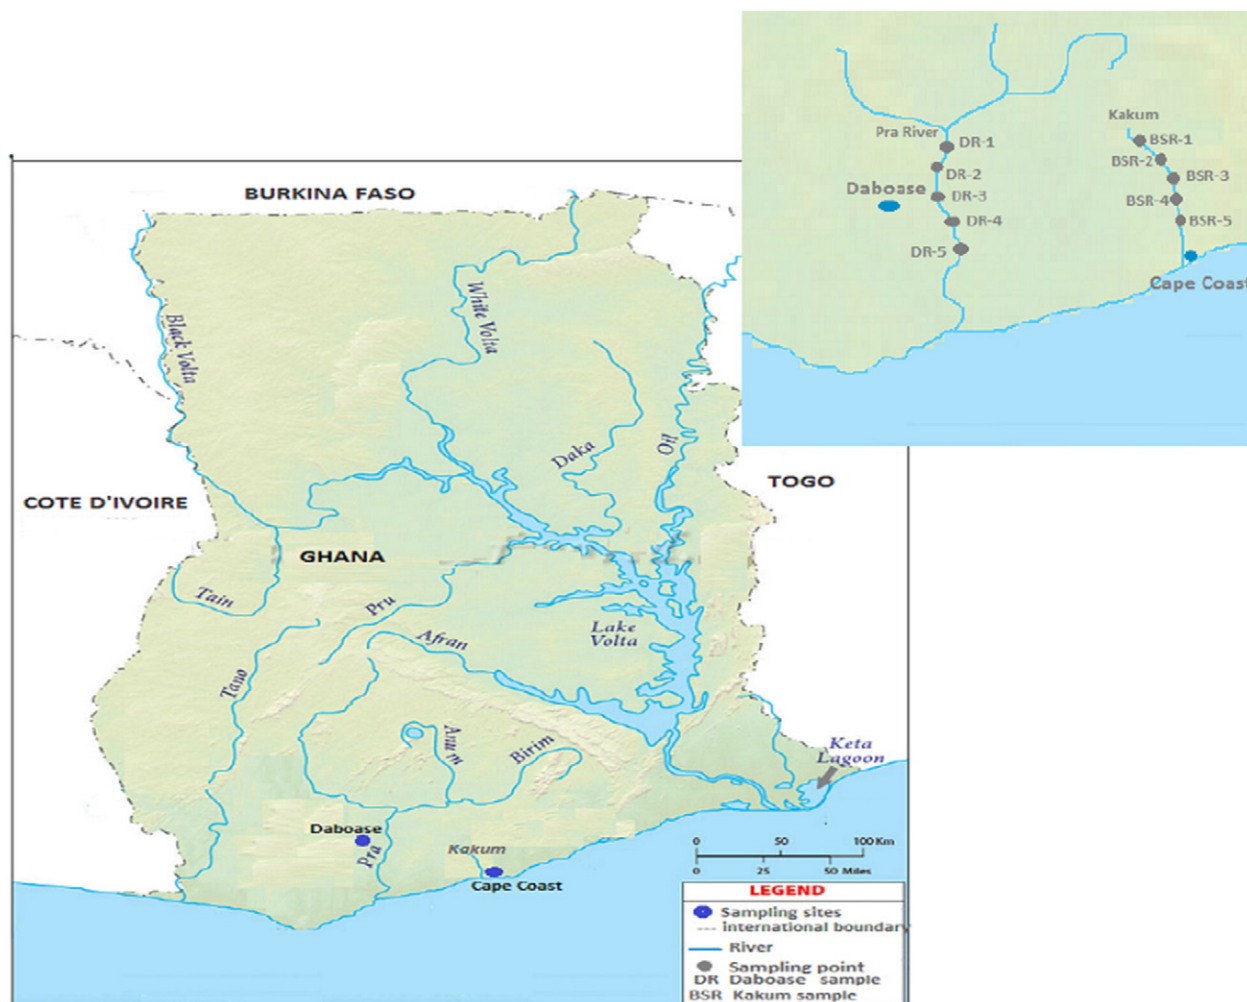 Kakum
Pra River
DR-1
BSR-1
BSR-2
DR-2
BSR-3
Daboase
DR-3
BSR-4
DR-4
BSR-5
DR-5
Cape Coast
BURKINA FASO
White Volta
Black Volta
Daka
Oil
TOGO
COTE D'IVOIRE
GHANA
Tain
Pru
Afran
Lake
Volta
Tano
Anum
Birim
Keta
Lagoon
Daboase
Pra
Kakum
Cape Coast
0 50 100 Km
0 25 50 Miles
LEGEND
Sampling sites
international boundary
River
Sampling point
DR Daboase sample
BSR Kakum sample